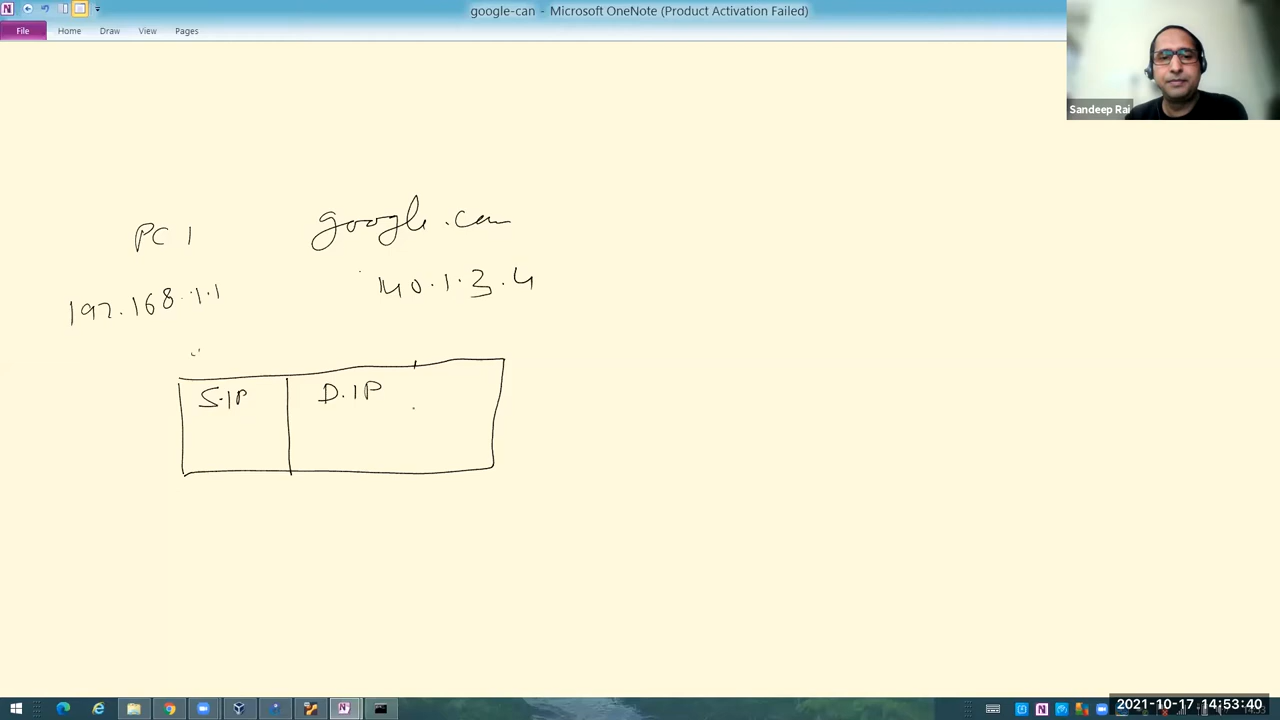 google-can - Microsoft OneNote (Product Activation Failed)
File Home Draw View Pages
Sandeep Rai
PC 1 google.com
192.168.1.1 140.1.3.4
S.IP D.IP
2021-10-17 14:53:40